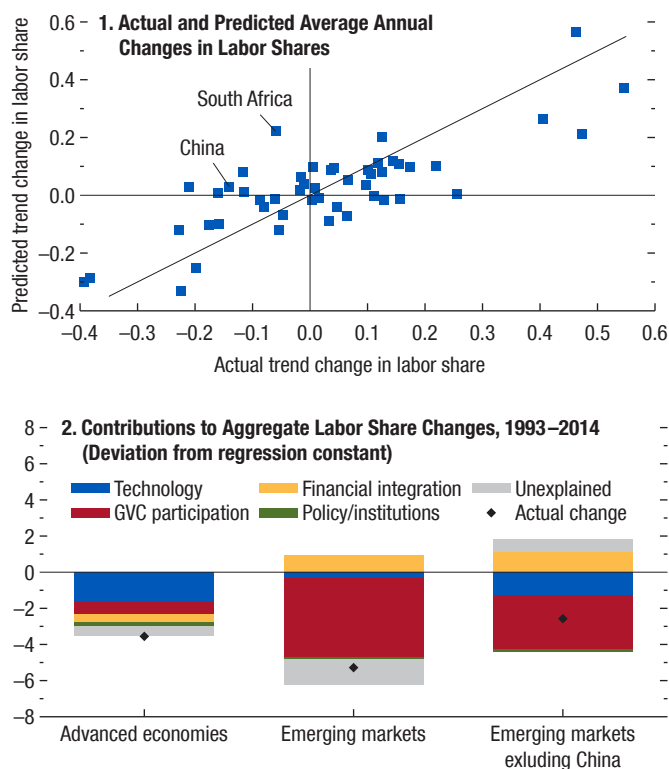 1. Actual and Predicted Average Annual
Changes in Labor Shares
Predicted trend change in labor share
0.6
0.4
0.2
0.0
–0.2
–0.4
South Africa
China
–0.4 –0.3 –0.2 –0.1 0.0 0.1 0.2 0.3 0.4 0.5 0.6
Actual trend change in labor share
2. Contributions to Aggregate Labor Share Changes, 1993–2014
(Deviation from regression constant)
Technology Financial integration Unexplained
GVC participation Policy/institutions Actual change
8
6
4
2
0
–2
–4
–6
–8
Advanced economies Emerging markets Emerging markets
exluding China